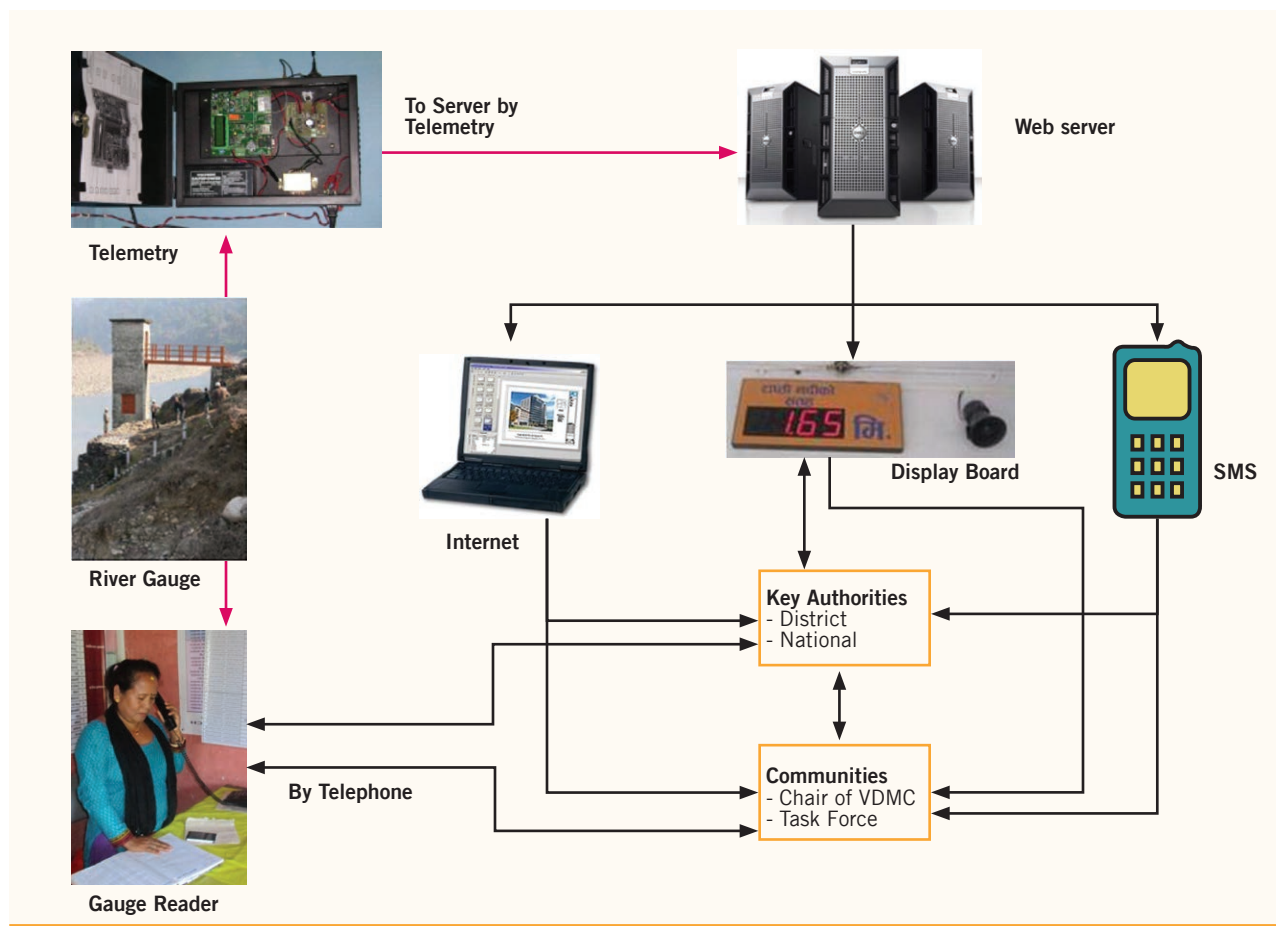 To Server by
Telemetry
Web server
Telemetry
1.65
मि.
Display Board
SMS
Internet
River Gauge
Key Authorities
- District
- National
Communities
- Chair of VDMC
- Task Force
By Telephone
Gauge Reader